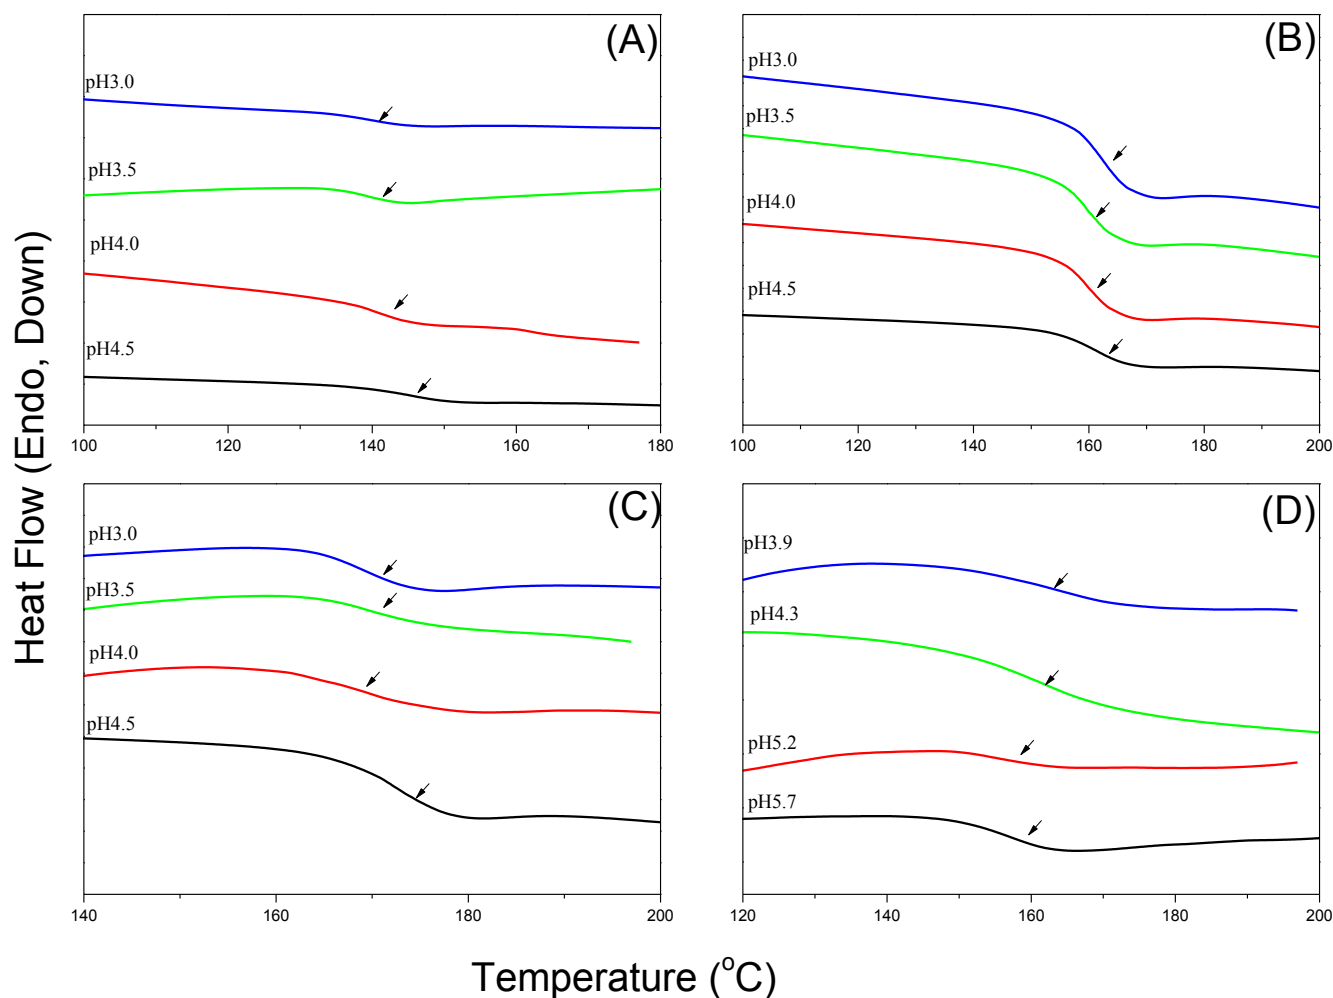 Heat Flow (Endo, Down)
(A)
pH3.0
pH3.5
pH4.0
pH4.5
100 120 140 160 180
(B)
pH3.0
pH3.5
pH4.0
pH4.5
100 120 140 160 180 200
(C)
pH3.0
pH3.5
pH4.0
pH4.5
140 160 180 200
(D)
pH3.9
pH4.3
pH5.2
pH5.7
120 140 160 180 200
Temperature (°C)